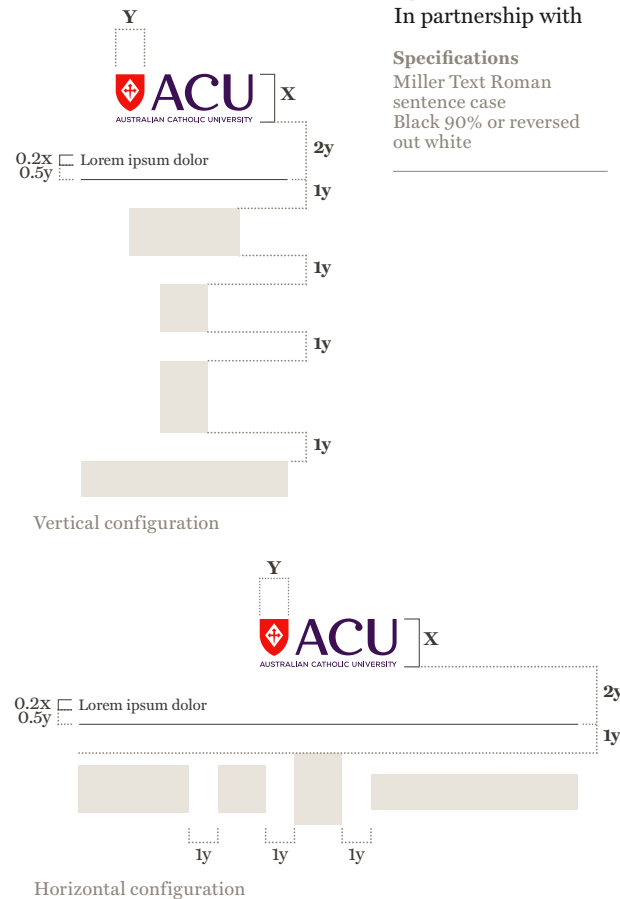 In partnership with
Specifications
Miller Text Roman
sentence case
Black 90% or reversed
out white
Y
ACU
X
AUSTRALIAN CATHOLIC UNIVERSITY
2y
0.2x
Lorem ipsum dolor
0.5y
1y
1y
1y
1y
Vertical configuration
Y
ACU
X
AUSTRALIAN CATHOLIC UNIVERSITY
2y
0.2x
Lorem ipsum dolor
0.5y
1y
1y
1y
1y
Horizontal configuration